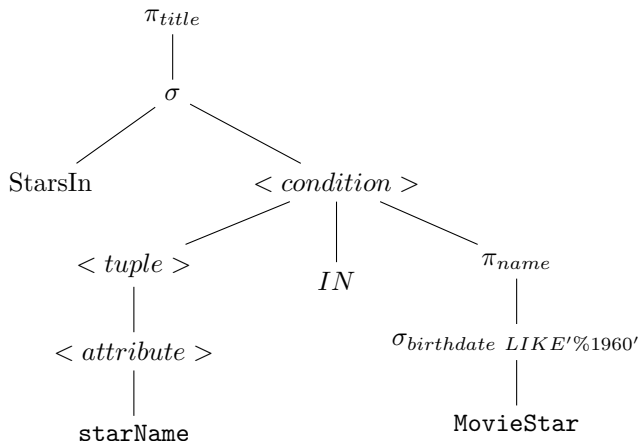 π_title
σ
StarsIn
< condition >
< tuple >
IN
π_name
< attribute >
σ_birthdate LIKE'%1960'
starName
MovieStar